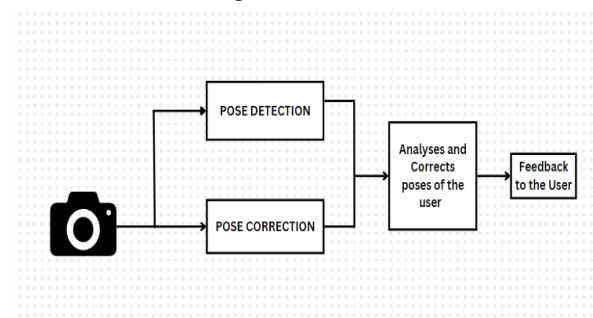 POSE DETECTION
POSE CORRECTION
Analyses and
Corrects
poses of the
user
Feedback
to the User